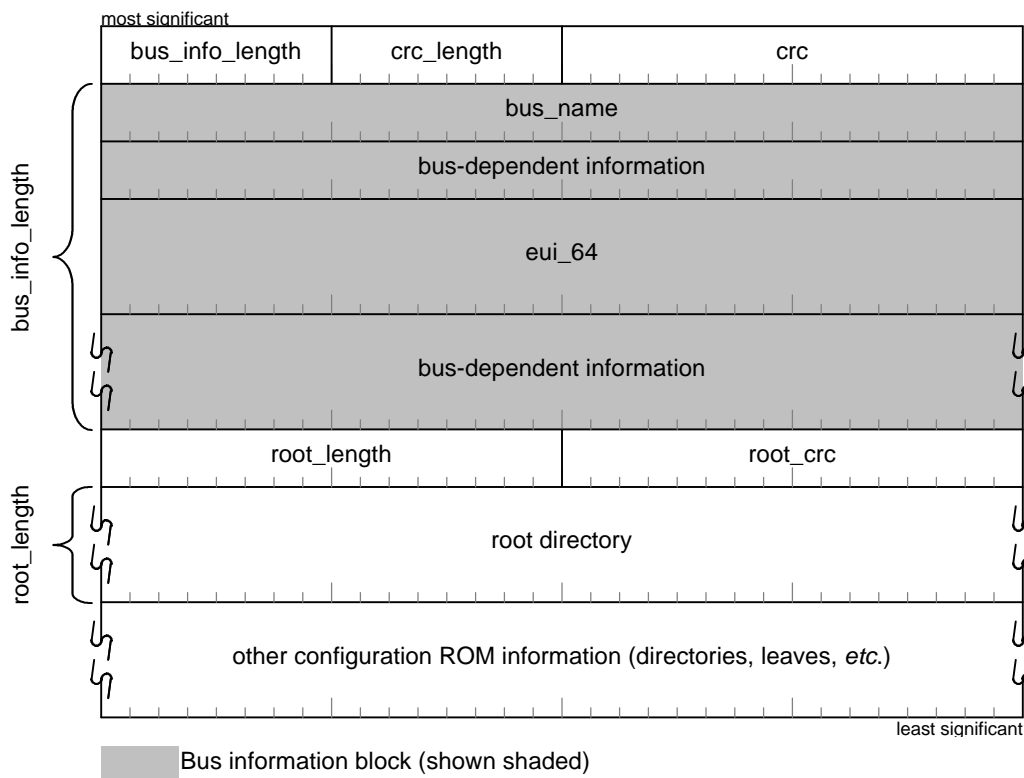 most significant
bus_info_length crc_length crc
bus_name
bus-dependent information
eui_64
bus_info_length
bus-dependent information
root_length root_crc
root_length
root directory
other configuration ROM information (directories, leaves, etc.)
least significant
Bus information block (shown shaded)